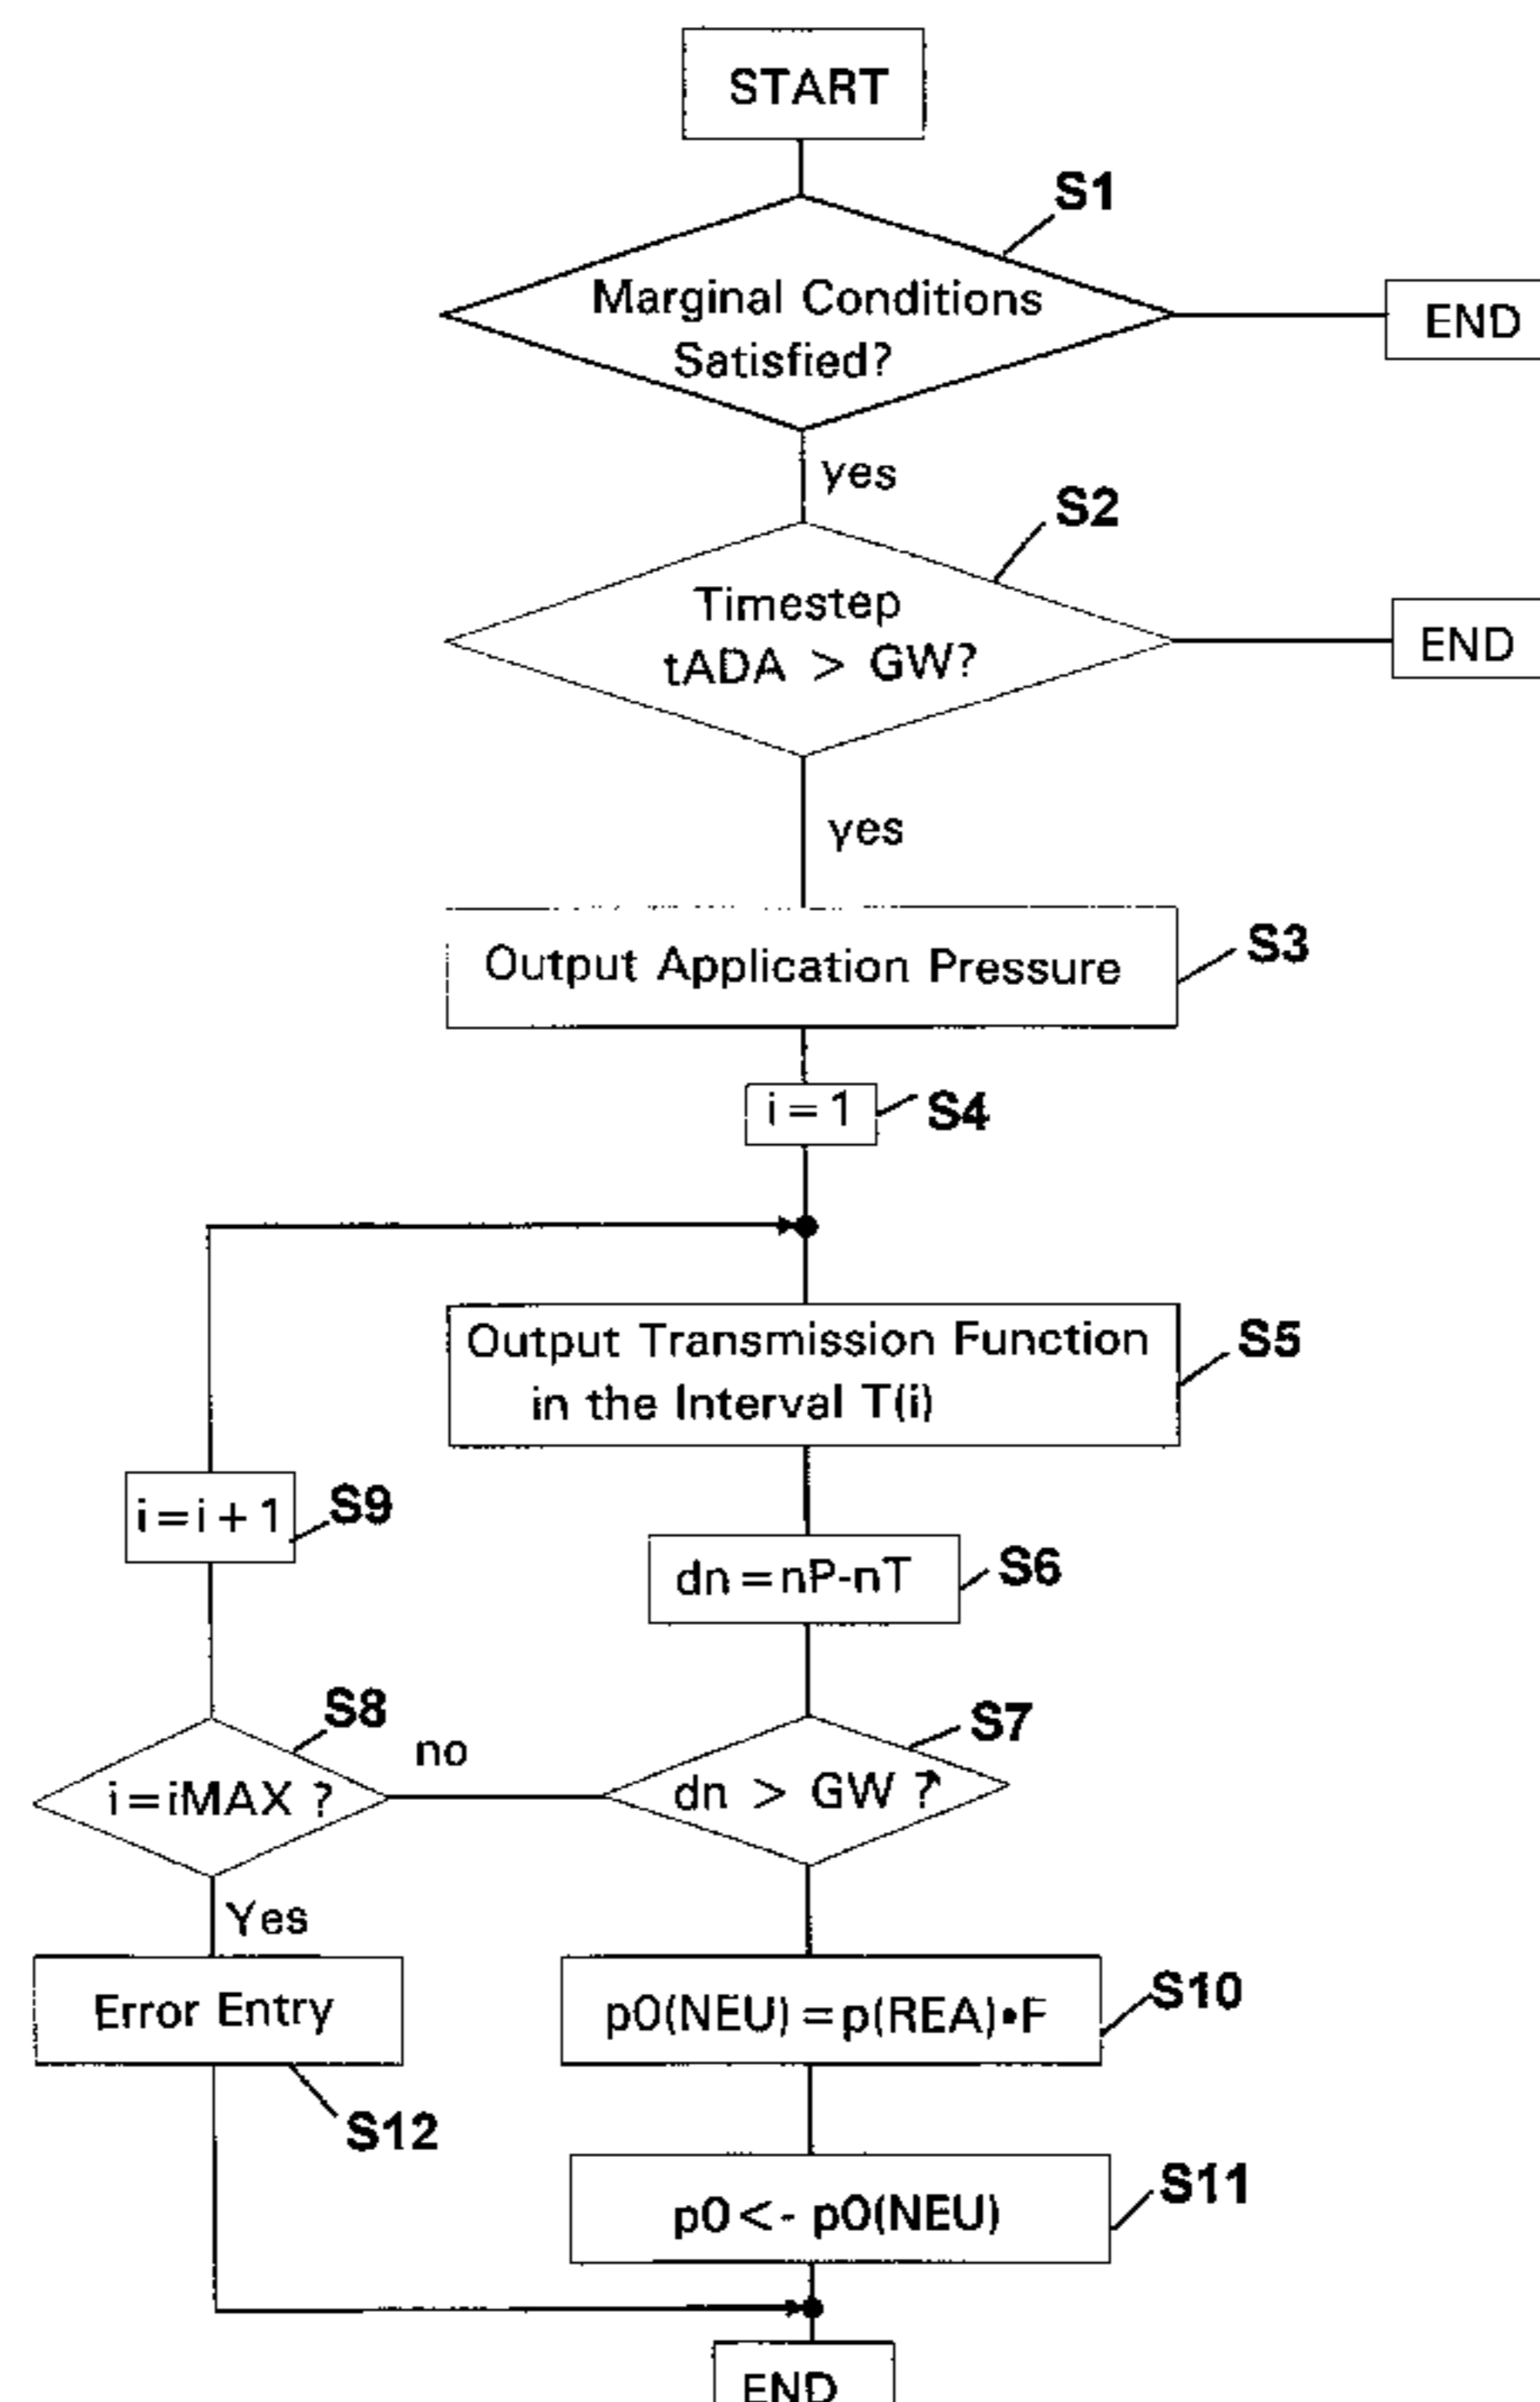 START
S1
Marginal Conditions
Satisfied?
END
yes
S2
Timestep
tADA > GW?
END
yes
Output Application Pressure
S3
i=1
S4
Output Transmission Function
in the Interval T(i)
S5
i=i+1
S9
dn=nP-nT
S6
S8
i=iMAX ?
no
S7
dn > GW ?
Yes
Error Entry
S12
p0(NEU)=p(REA)•F
S10
p0<- p0(NEU)
S11
END